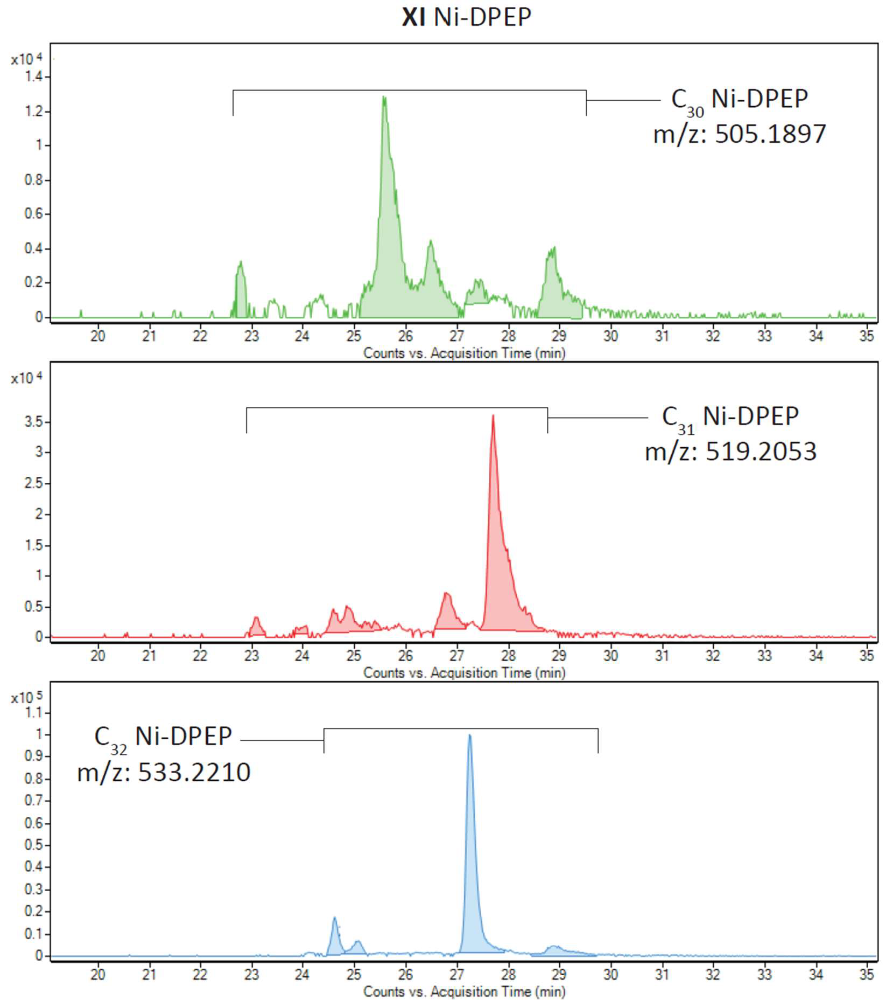 XI Ni-DPEP
x10 4
1.4
1.2
1
0.8
0.6
0.4
0.2
0
C30 Ni-DPEP
m/z: 505.1897
20 21 22 23 24 25 26 27 28 29 30 31 32 33 34 35
Counts vs. Acquisition Time (min)
x10 4
3.5
3
2.5
2
1.5
1
0.5
0
C31 Ni-DPEP
m/z: 519.2053
20 21 22 23 24 25 26 27 28 29 30 31 32 33 34 35
Counts vs. Acquisition Time (min)
x10 5
1.1
1
0.9
0.8
0.7
0.6
0.5
0.4
0.3
0.2
0.1
0
C32 Ni-DPEP
m/z: 533.2210
20 21 22 23 24 25 26 27 28 29 30 31 32 33 34 35
Counts vs. Acquisition Time (min)